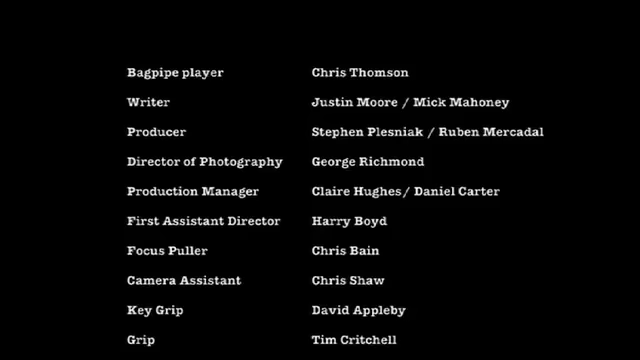 Bagpipe player Chris Thomson
Writer Justin Moore / Mick Mahoney
Producer Stephen Plesniak / Ruben Mercadal
Director of Photography George Richmond
Production Manager Claire Hughes/ Daniel Carter
First Assistant Director Harry Boyd
Focus Puller Chris Bain
Camera Assistant Chris Shaw
Key Grip David Appleby
Grip Tim Critchell